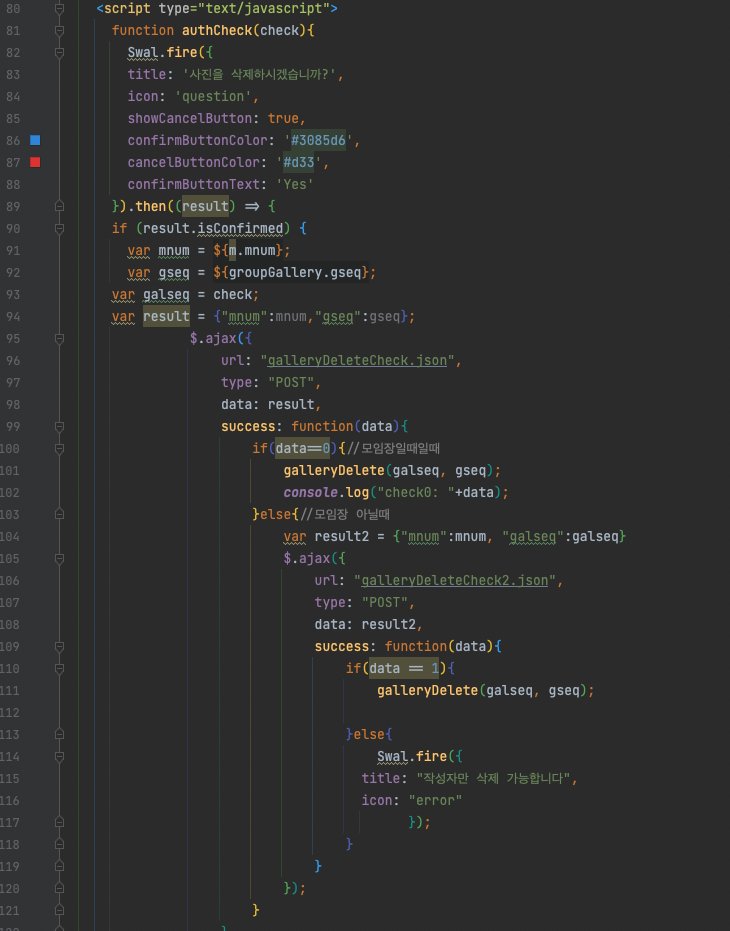 80 <script type="text/javascript">
81 function authCheck(check){
82 Swal.fire({
83 title: '사진을 삭제하시겠습니까?',
84 icon: 'question',
85 showCancelButton: true,
86 confirmButtonColor: '#3085d6',
87 cancelButtonColor: '#d33',
88 confirmButtonText: 'Yes'
89 }).then((result) => {
90 if (result.isConfirmed) {
91 var mnum = ${m.mnum};
92 var gseq = ${groupGallery.gseq};
93 var galseq = check;
94 var result = {"mnum":mnum,"gseq":gseq};
95 $.ajax({
96 url: "galleryDeleteCheck.json",
97 type: "POST",
98 data: result,
99 success: function(data){
100 if(data==0){//모임장일때일때
101 galleryDelete(galseq, gseq);
102 console.log("check0: "+data);
103 }else{//모임장 아닐때
104 var result2 = {"mnum":mnum, "galseq":galseq}
105 $.ajax({
106 url: "galleryDeleteCheck2.json",
107 type: "POST",
108 data: result2,
109 success: function(data){
110 if(data == 1){
111 galleryDelete(galseq, gseq);
112
113 }else{
114 Swal.fire({
115 title: "작성자만 삭제 가능합니다",
116 icon: "error"
117 });
118 }
119 }
120 });
121 }